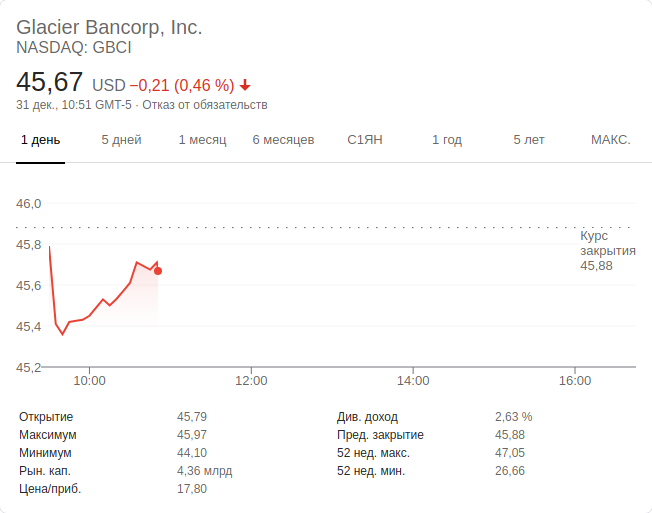 Glacier Bancorp, Inc.
NASDAQ: GBCI
45,67 USD −0,21 (0,46 %)
31 дек., 10:51 GMT-5 · Отказ от обязательств
1 день 5 дней 1 месяц 6 месяцев С1ЯН 1 год 5 лет МАКС.
46,0
45,8
45,6
45,4
45,2
Курс
закрытия
45,88
10:00 12:00 14:00 16:00
Открытие 45,79 Див. доход 2,63 %
Максимум 45,97 Пред. закрытие 45,88
Минимум 44,10 52 нед. макс. 47,05
Рын. кап. 4,36 млрд 52 нед. мин. 26,66
Цена/приб. 17,80